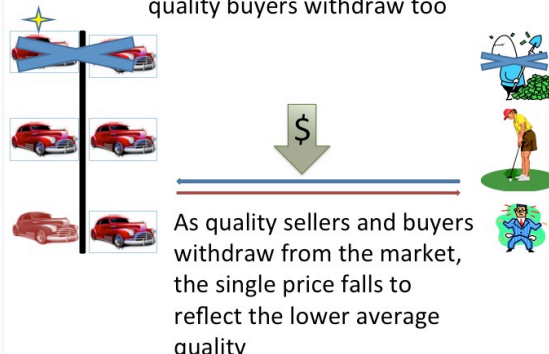 quality buyers withdraw too
$
As quality sellers and buyers
withdraw from the market,
the single price falls to
reflect the lower average
quality